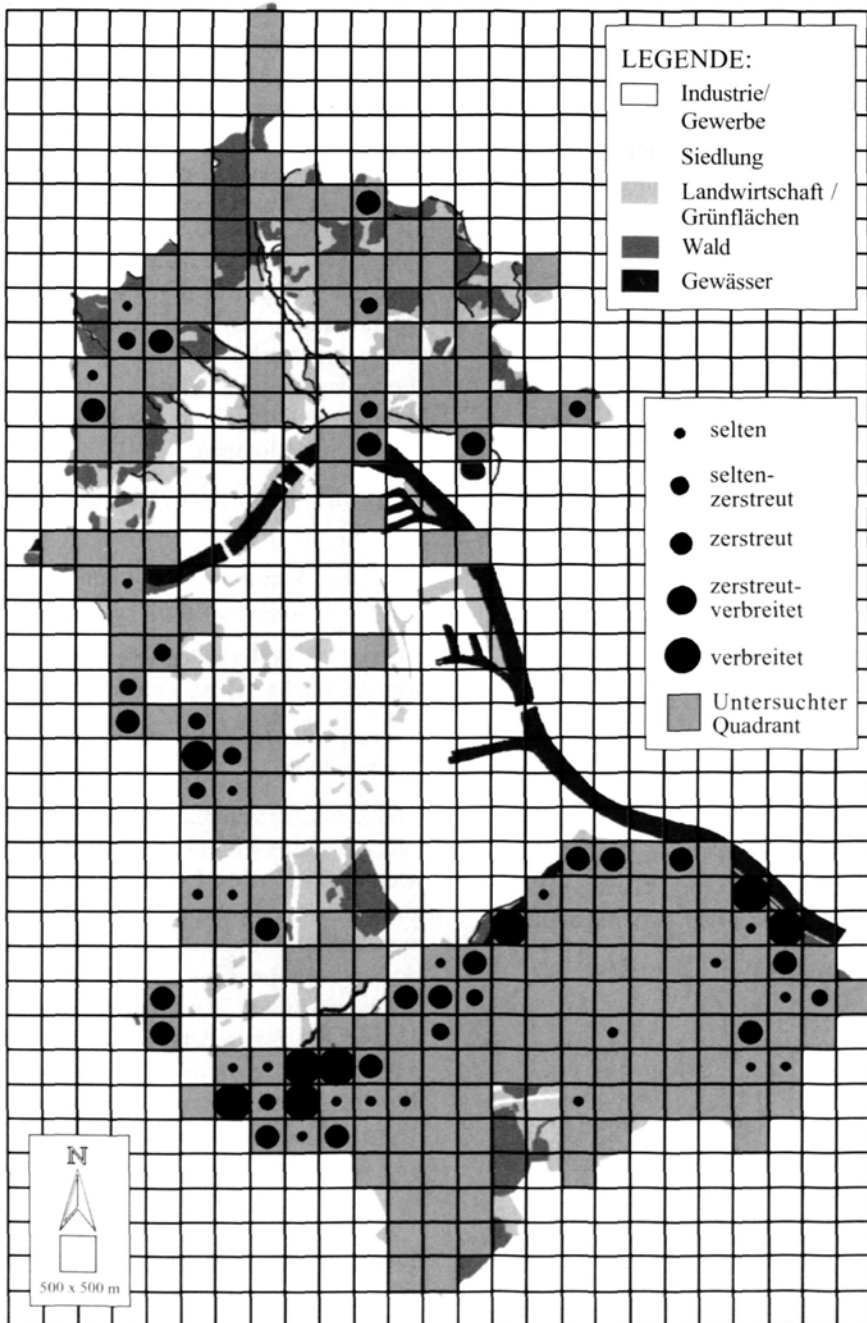 LEGENDE:
Industrie/
Gewerbe
Siedlung
Landwirtschaft /
Grünflächen
Wald
Gewässer
selten
selten-
zerstreut
zerstreut
zerstreut-
verbreitet
verbreitet
Untersuchter
Quadrant
N
500 x 500 m